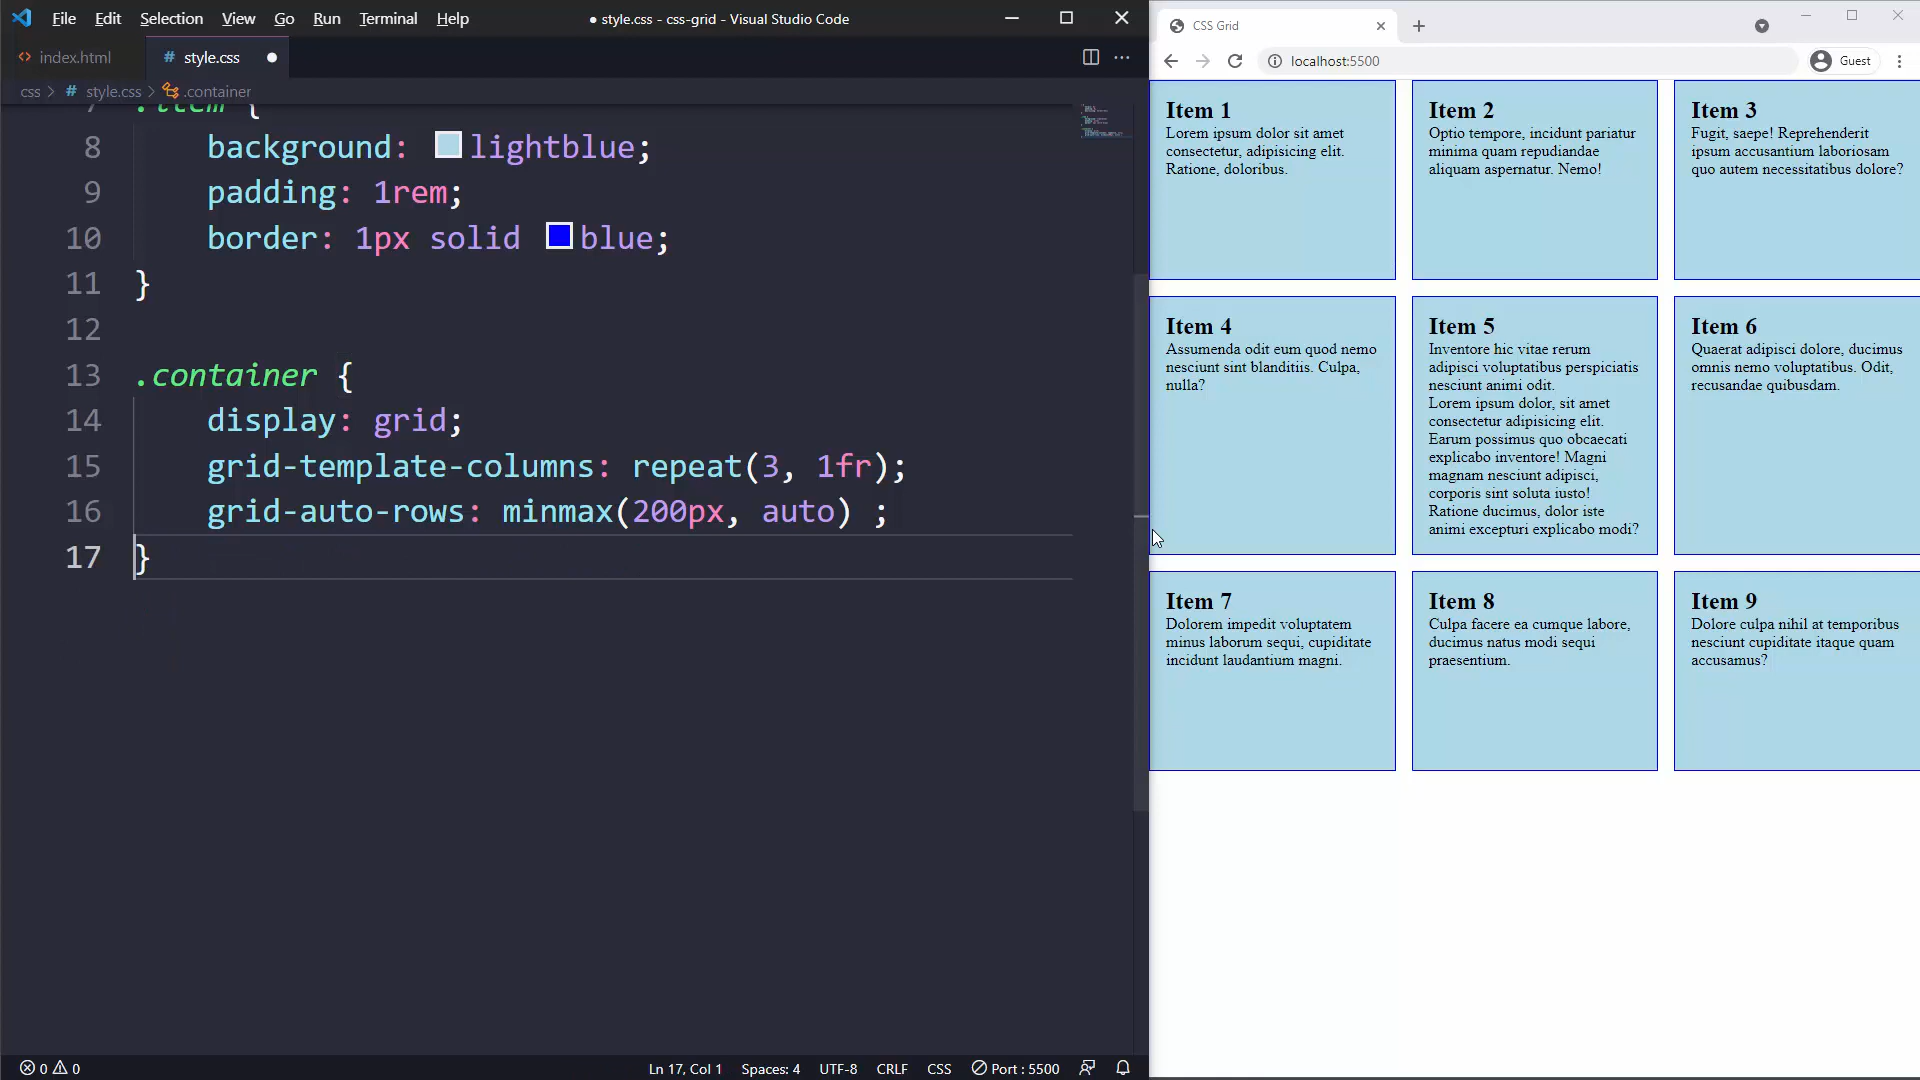 File Edit Selection View Go Run Terminal Help
● style.css - css-grid - Visual Studio Code
index.html
# style.css
css > # style.css > .container
7 .item {
8 background: lightblue;
9 padding: 1rem;
10 border: 1px solid blue;
11 }
12
13 .container {
14 display: grid;
15 grid-template-columns: repeat(3, 1fr);
16 grid-auto-rows: minmax(200px, auto) ;
17 }
0 0
Ln 17, Col 1 Spaces: 4 UTF-8 CRLF CSS Port : 5500
CSS Grid
localhost:5500
Guest
Item 1
Lorem ipsum dolor sit amet
consectetur, adipisicing elit.
Ratione, doloribus.
Item 2
Optio tempore, incidunt pariatur
minima quam repudiandae
aliquam aspernatur. Nemo!
Item 3
Fugit, saepe! Reprehenderit
ipsum accusantium laboriosam
quo autem necessitatibus dolore?
Item 4
Assumenda odit eum quod nemo
nesciunt sint blanditiis. Culpa,
nulla?
Item 5
Inventore hic vitae rerum
adipisci voluptatibus perspiciatis
nesciunt animi odit.
Lorem ipsum dolor, sit amet
consectetur adipisicing elit.
Earum possimus quo obcaecati
explicabo inventore! Magni
magnam nesciunt adipisci,
corporis sint soluta iusto!
Ratione ducimus, dolor iste
animi excepturi explicabo modi?
Item 6
Quaerat adipisci dolore, ducimus
omnis nemo voluptatibus. Odit,
recusandae quibusdam.
Item 7
Dolorem impedit voluptatem
minus laborum sequi, cupiditate
incidunt laudantium magni.
Item 8
Culpa facere ea cumque labore,
ducimus natus modi sequi
praesentium.
Item 9
Dolore culpa nihil at temporibus
nesciunt cupiditate itaque quam
accusamus?